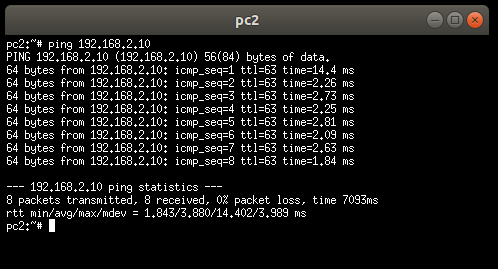 pc2
pc2:~# ping 192.168.2.10
PING 192.168.2.10 (192.168.2.10) 56(84) bytes of data.
64 bytes from 192.168.2.10: icmp_seq=1 ttl=63 time=14.4 ms
64 bytes from 192.168.2.10: icmp_seq=2 ttl=63 time=2.26 ms
64 bytes from 192.168.2.10: icmp_seq=3 ttl=63 time=2.73 ms
64 bytes from 192.168.2.10: icmp_seq=4 ttl=63 time=2.25 ms
64 bytes from 192.168.2.10: icmp_seq=5 ttl=63 time=2.81 ms
64 bytes from 192.168.2.10: icmp_seq=6 ttl=63 time=2.09 ms
64 bytes from 192.168.2.10: icmp_seq=7 ttl=63 time=2.63 ms
64 bytes from 192.168.2.10: icmp_seq=8 ttl=63 time=1.84 ms
--- 192.168.2.10 ping statistics ---
8 packets transmitted, 8 received, 0% packet loss, time 7093ms
rtt min/avg/max/mdev = 1.843/3.880/14.402/3.989 ms
pc2:~#